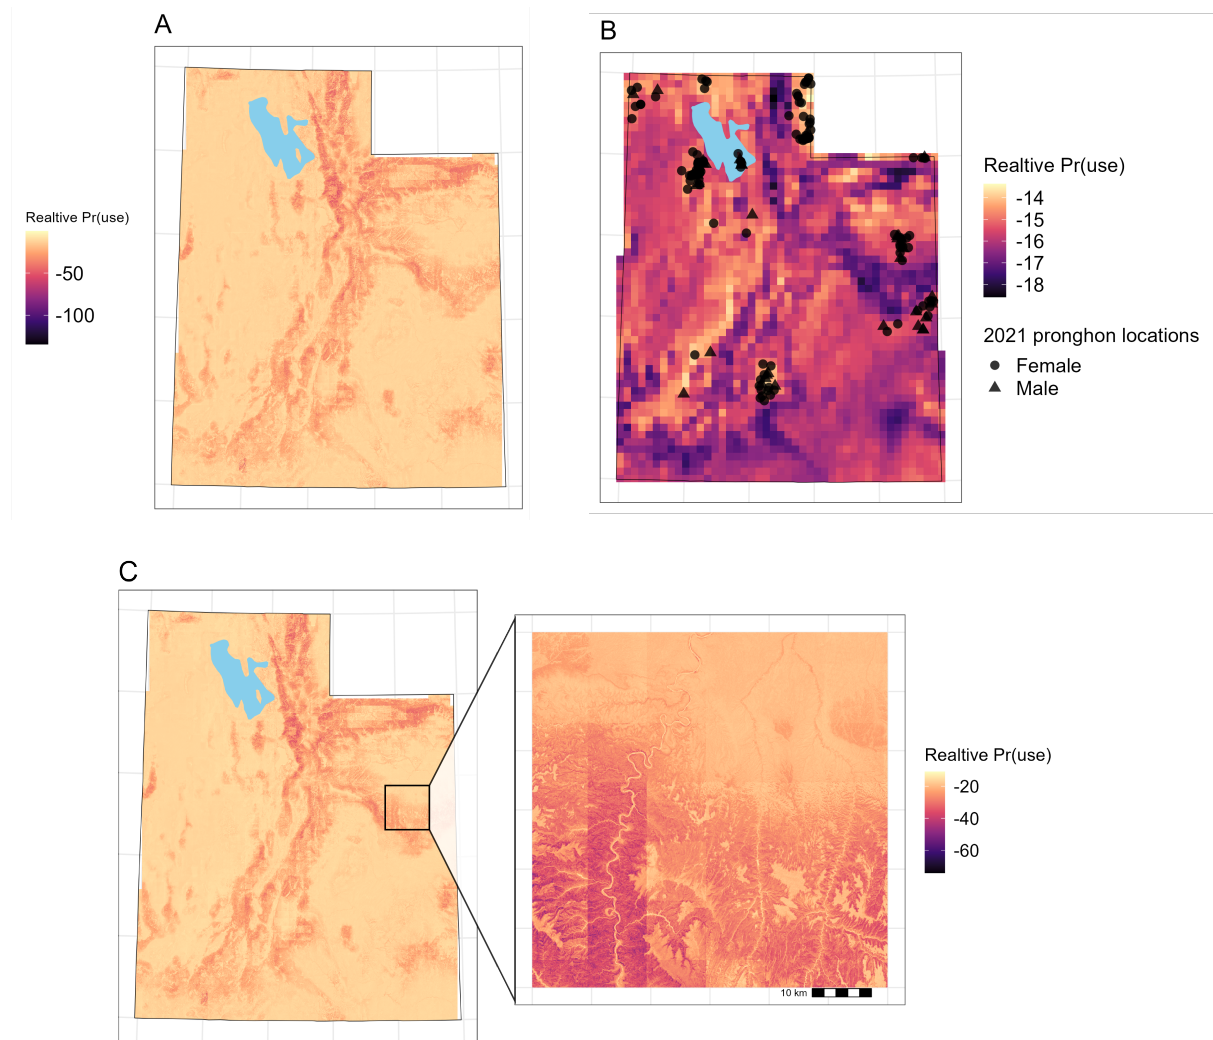 A
Realtive Pr(use)
-50
-100
B
Realtive Pr(use)
-14
-15
-16
-17
-18
2021 pronghon locations
Female
Male
C
10 km
Realtive Pr(use)
-20
-40
-60